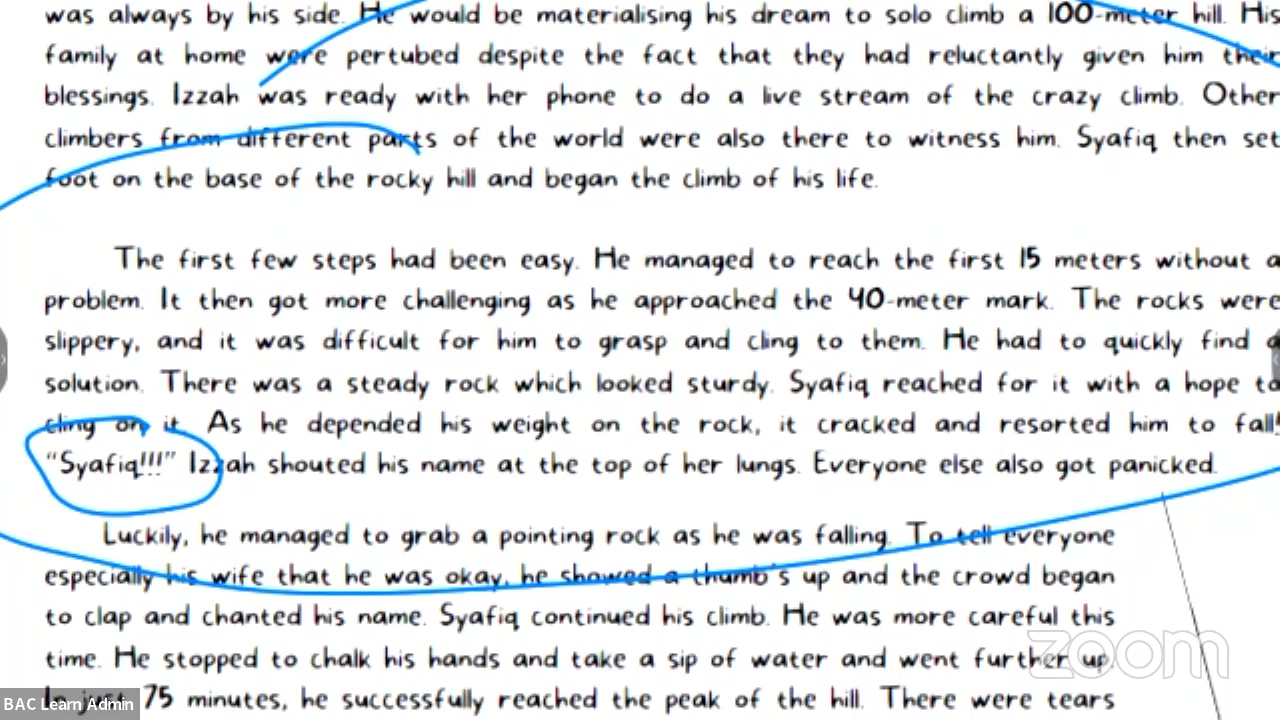 was always by his side. He would be materialising his dream to solo climb a 100-meter hill. His
family at home were pertubed despite the fact that they had reluctantly given him their
blessings. Izzah was ready with her phone to do a live stream of the crazy climb. Other
climbers from different parts of the world were also there to witness him. Syafiq then set
foot on the base of the rocky hill and began the climb of his life.
The first few steps had been easy. He managed to reach the first 15 meters without a
problem. It then got more challenging as he approached the 40-meter mark. The rocks were
slippery, and it was difficult for him to grasp and cling to them. He had to quickly find a
solution. There was a steady rock which looked sturdy. Syafiq reached for it with a hope to
cling on it. As he depended his weight on the rock, it cracked and resorted him to fall!
“Syafiq!!!” Izzah shouted his name at the top of her lungs. Everyone else also got panicked.
Luckily, he managed to grab a pointing rock as he was falling. To tell everyone
especially his wife that he was okay, he showed a thumb's up and the crowd began
to clap and chanted his name. Syafiq continued his climb. He was more careful this
time. He stopped to chalk his hands and take a sip of water and went further up.
In just 75 minutes, he successfully reached the peak of the hill. There were tears
zoom
BAC Learn Admin